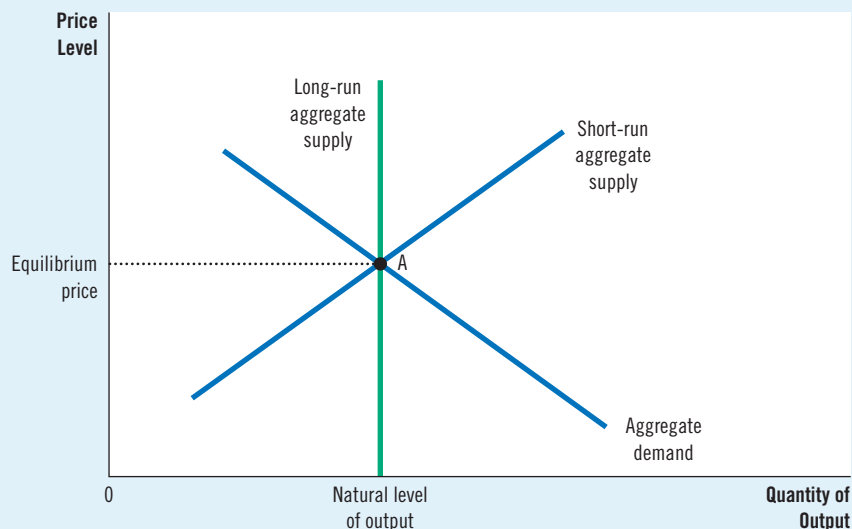 Price
Level
Long-run
aggregate
supply
Short-run
aggregate
supply
Equilibrium
price
A
Aggregate
demand
0
Natural level
of output
Quantity of
Output